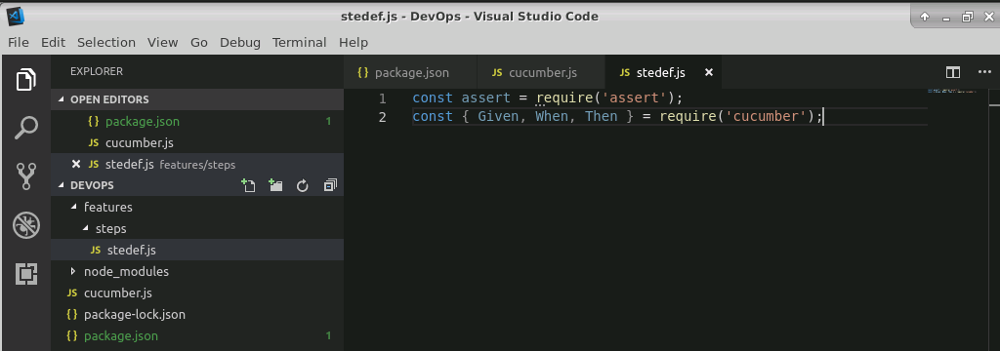 stedef.js - DevOps - Visual Studio Code
File Edit Selection View Go Debug Terminal Help
EXPLORER
OPEN EDITORS
{} package.json 1
JS cucumber.js
JS stedef.js features/steps
DEVOPS
features
steps
JS stedef.js
node_modules
JS cucumber.js
{} package-lock.json
{} package.json 1
{} package.json JS cucumber.js JS stedef.js
1 const assert = require('assert');
2 const { Given, When, Then } = require('cucumber');